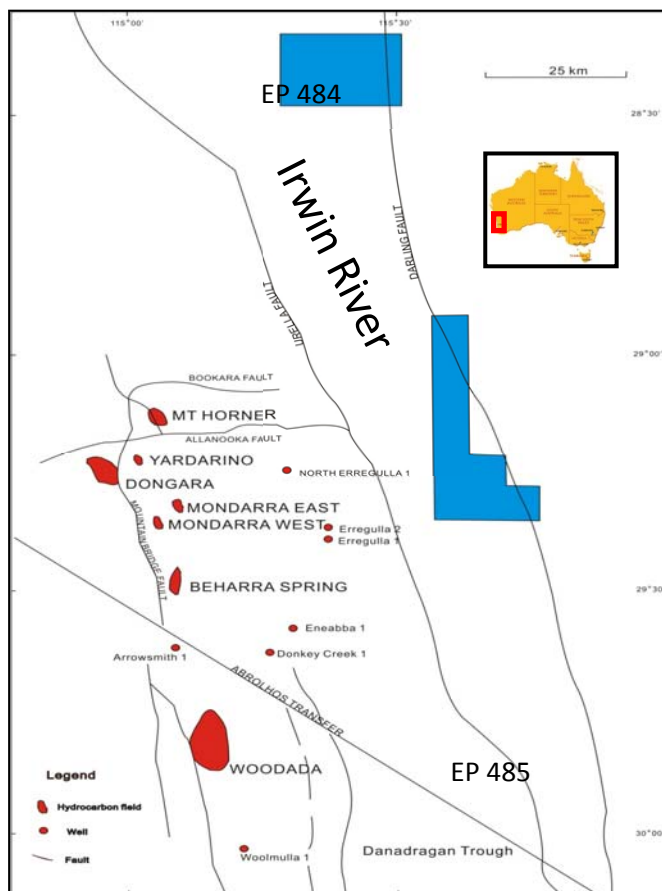 115°00'
115°30'
25 km
EP 484
28°30'
Irwin River
DARLING FAULT
URELLA FAULT
29°00'
BOOKARA FAULT
MT HORNER
ALLANOOKA FAULT
YARDARINO
NORTH ERREGULLA 1
DONGARA
MONDARRA EAST
MONDARRA WEST
Erregulla 2
Erregulla 1
MOUNTAIN BRIDGE FAULT
BEHARRA SPRING
29°30'
Eneabba 1
Arrowsmith 1
Donkey Creek 1
ABROLHOS TRANSFER
WOODADA
EP 485
Legend
Hydrocarbon field
Well
Fault
30°00'
Woolmulla 1
Danadragan Trough